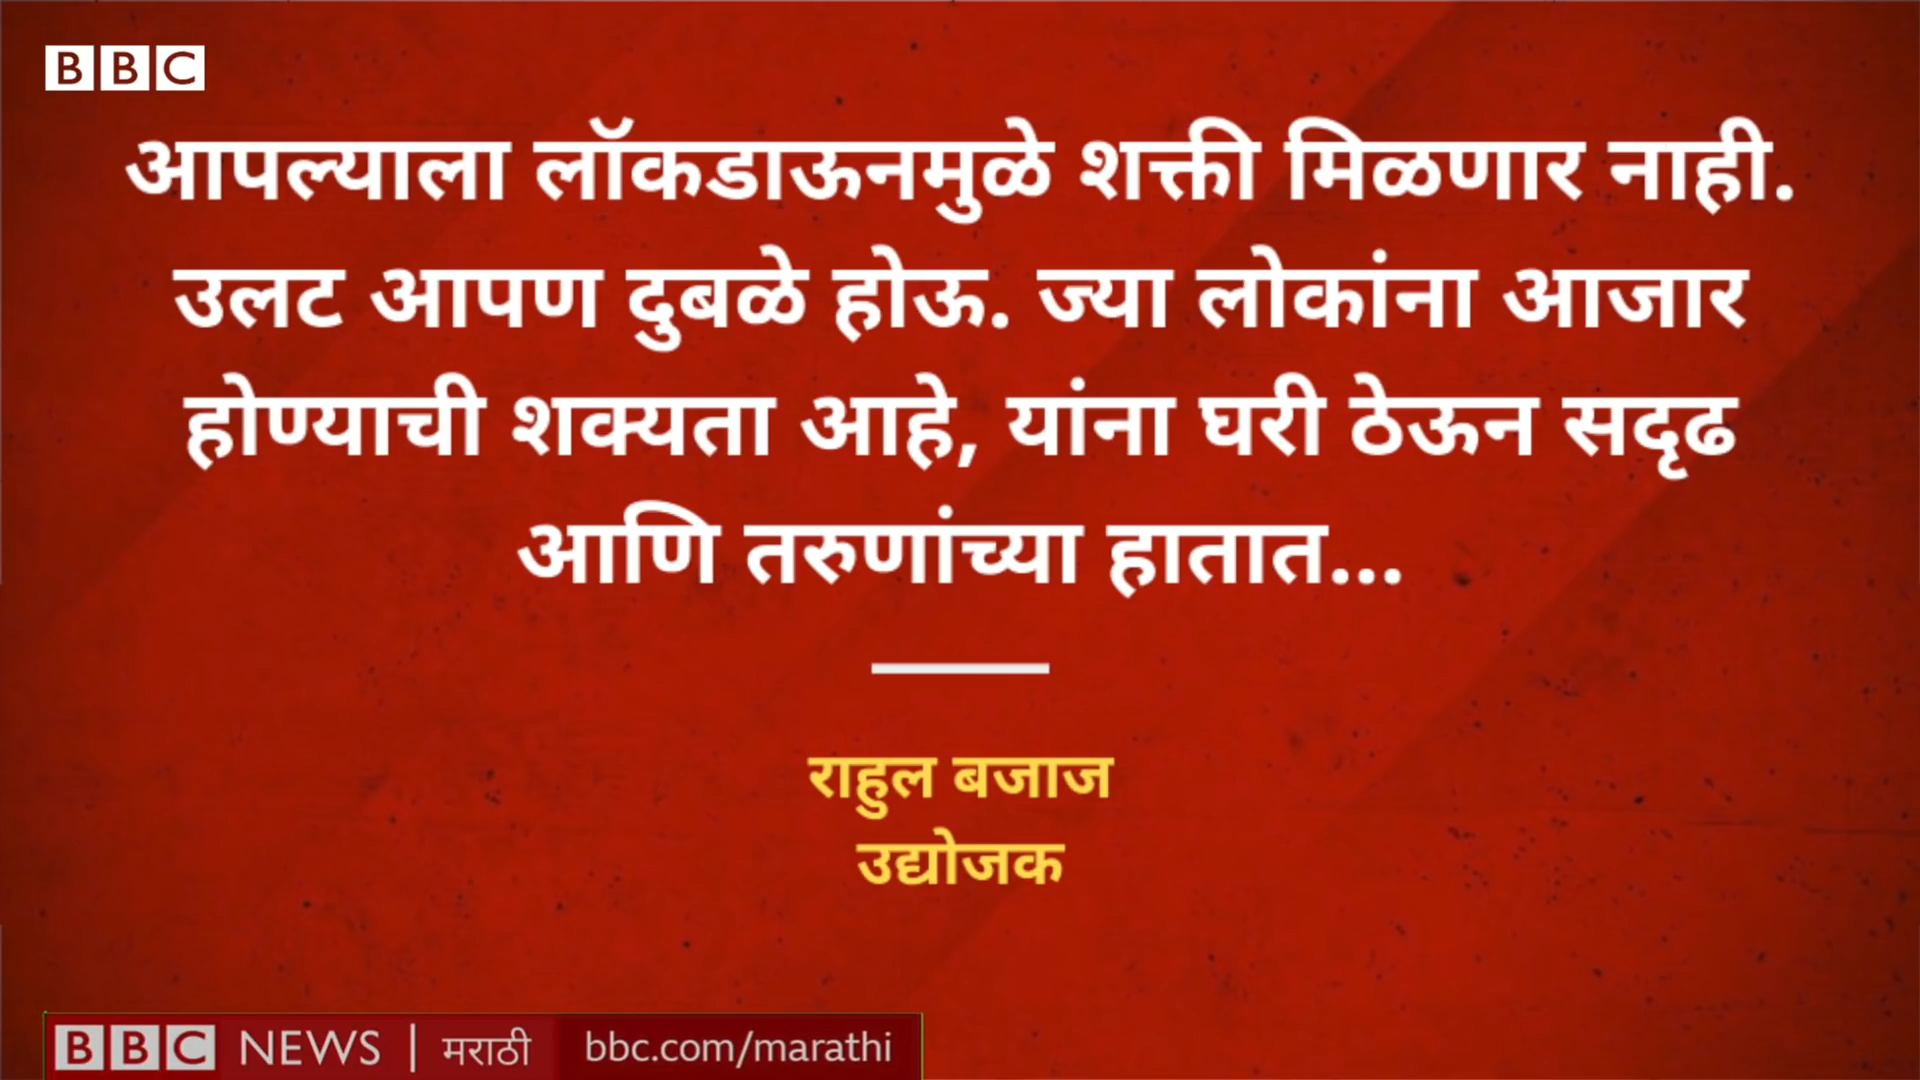 BBC
आपल्याला लॉकडाऊनमुळे शक्ती मिळणार नाही.
उलट आपण दुबळे होऊ. ज्या लोकांना आजार
होण्याची शक्यता आहे, यांना घरी ठेऊन सदृढ
आणि तरुणांच्या हातात...
राहुल बजाज
उद्योजक
BBC NEWS | मराठी bbc.com/marathi